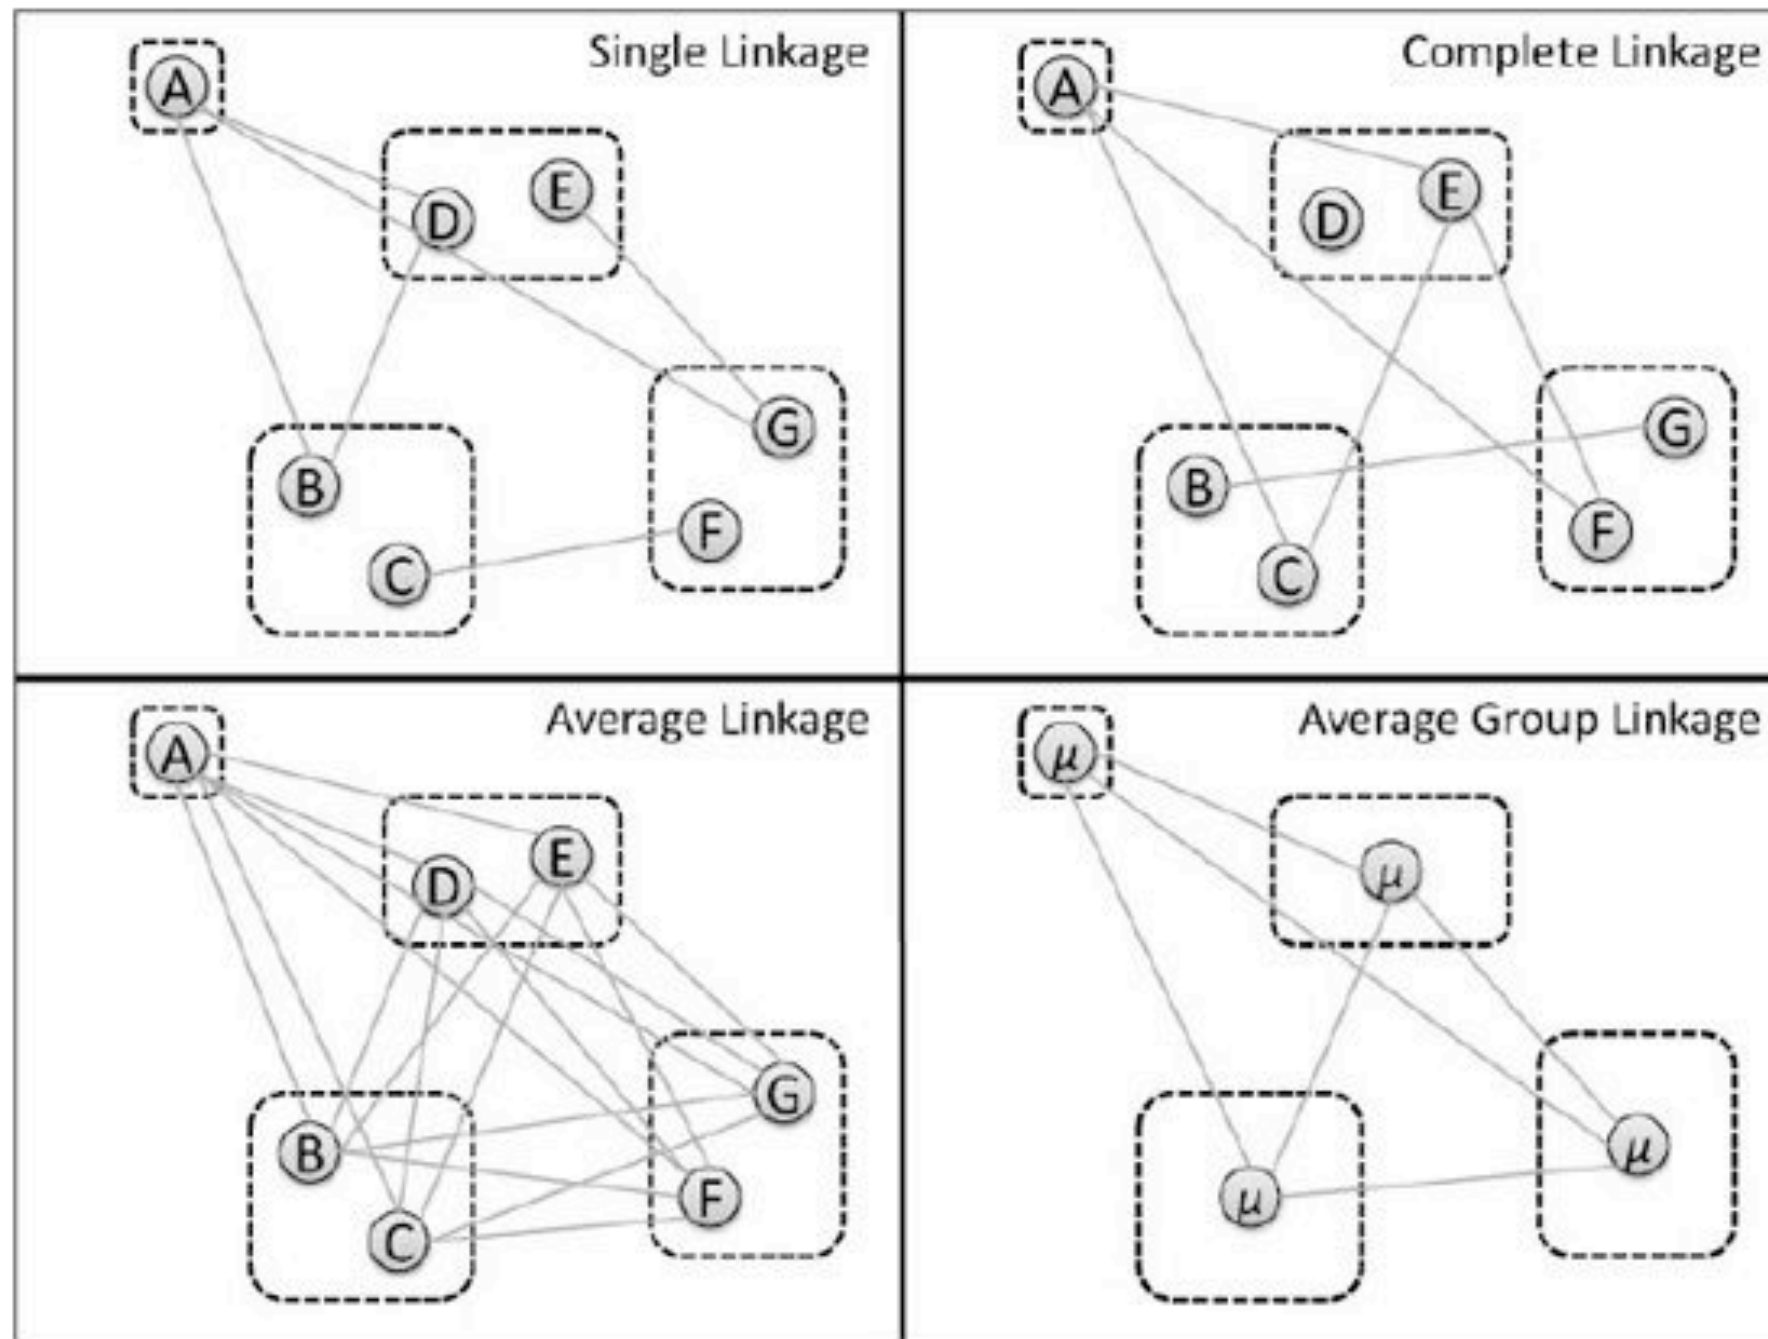 Single Linkage
A
E
D
G
B
F
C
Complete Linkage
A
E
D
G
B
F
C
Average Linkage
A
E
D
G
B
F
C
Average Group Linkage
μ
μ
μ
μ